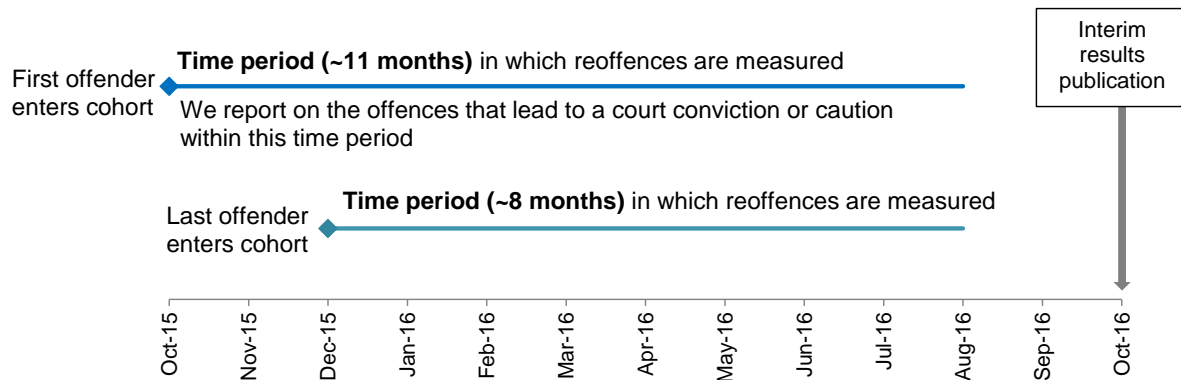 Time period (~11 months) in which reoffences are measured
First offender
enters cohort
We report on the offences that lead to a court conviction or caution
within this time period
Interim
results
publication
Time period (~8 months) in which reoffences are measured
Last offender
enters cohort
Oct-15
Nov-15
Dec-15
Jan-16
Feb-16
Mar-16
Apr-16
May-16
Jun-16
Jul-16
Aug-16
Sep-16
Oct-16